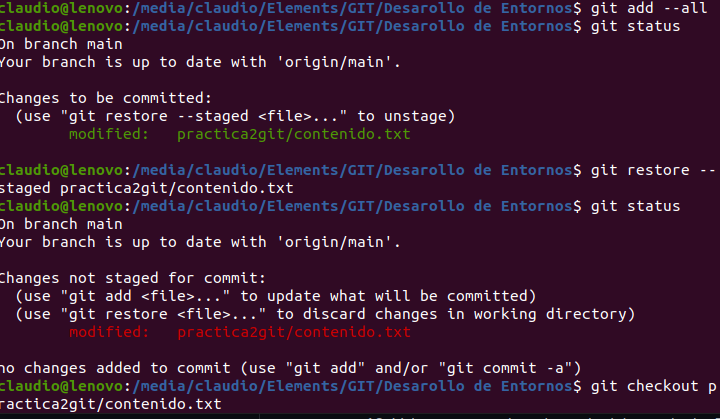 claudio@lenovo:/media/claudio/Elements/GIT/Desarollo de Entornos$ git add --all
claudio@lenovo:/media/claudio/Elements/GIT/Desarollo de Entornos$ git status
On branch main
Your branch is up to date with 'origin/main'.

Changes to be committed:
  (use "git restore --staged <file>..." to unstage)
        modified:   practica2git/contenido.txt

claudio@lenovo:/media/claudio/Elements/GIT/Desarollo de Entornos$ git restore --
staged practica2git/contenido.txt
claudio@lenovo:/media/claudio/Elements/GIT/Desarollo de Entornos$ git status
On branch main
Your branch is up to date with 'origin/main'.

Changes not staged for commit:
  (use "git add <file>..." to update what will be committed)
  (use "git restore <file>..." to discard changes in working directory)
        modified:   practica2git/contenido.txt

no changes added to commit (use "git add" and/or "git commit -a")
claudio@lenovo:/media/claudio/Elements/GIT/Desarollo de Entornos$ git checkout p
ractica2git/contenido.txt